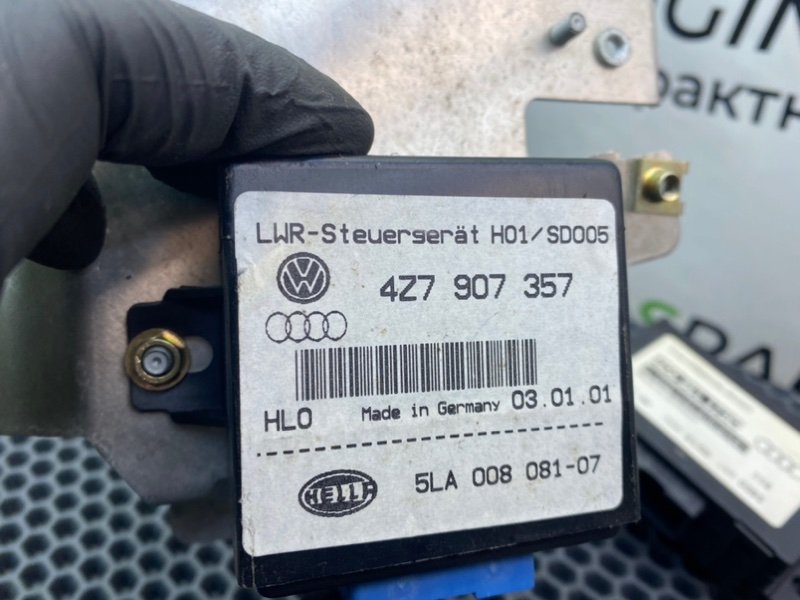 LWR-Steuergerät H01/SD005
4Z7 907 357
HLO Made in Germany 03.01.01
HELLA
5LA 008 081-07